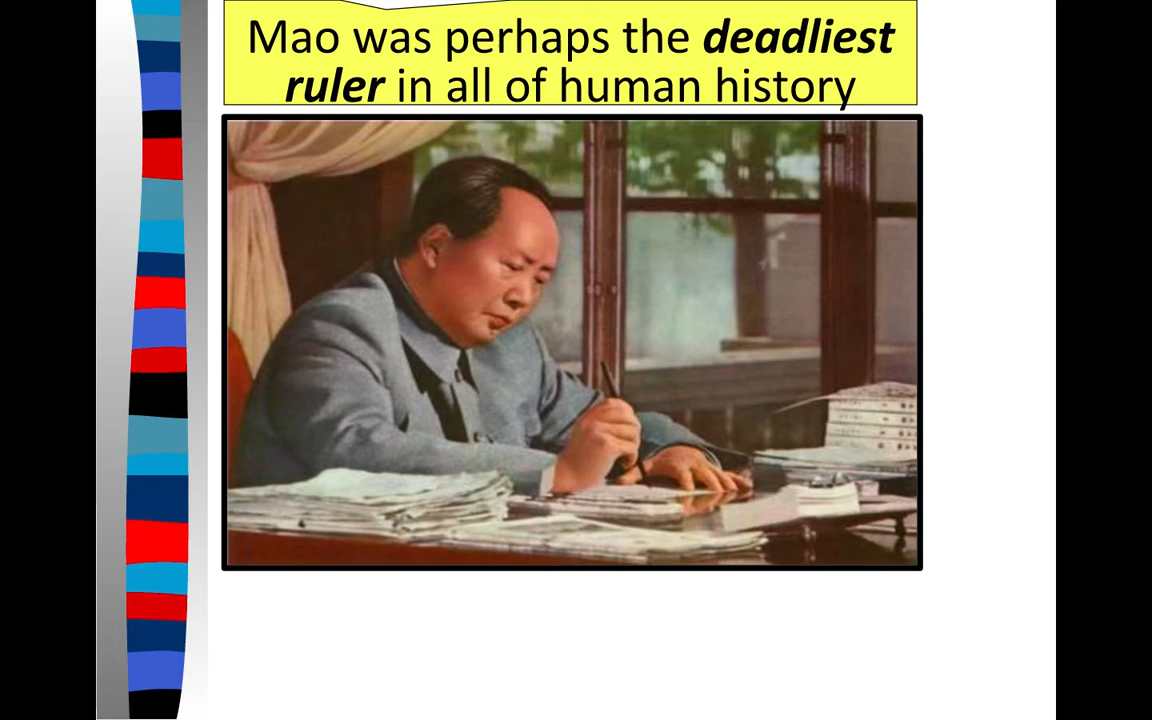 Mao was perhaps the deadliest
ruler in all of human history